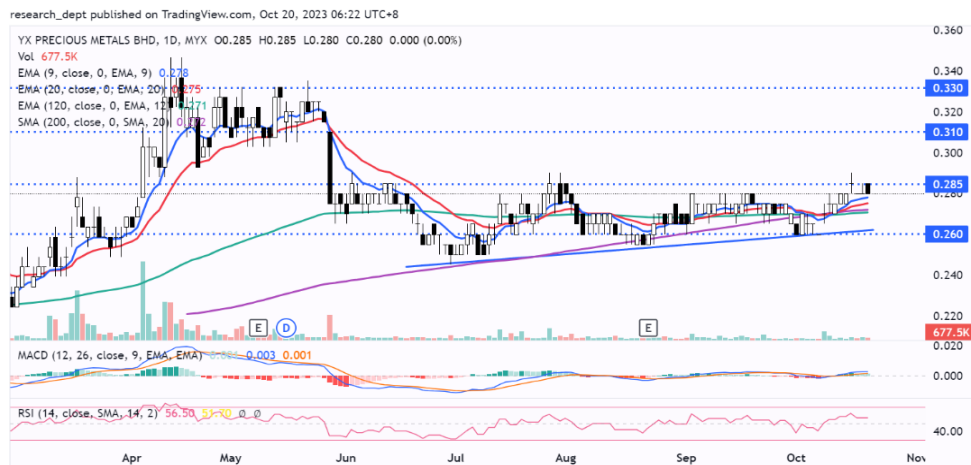 research_dept published on TradingView.com, Oct 20, 2023 06:22 UTC+8
YX PRECIOUS METALS BHD, 1D, MYX O0.285 H0.285 L0.280 C0.280 0.000 (0.00%)
Vol 677.5K
EMA (9, close, 0, EMA, 9) 0.278
EMA (20, close, 0, EMA, 20) 0.275
EMA (120, close, 0, EMA, 12) 0.271
SMA (200, close, 0, SMA, 20)
0.360
0.340
0.330
0.320
0.310
0.300
0.285
0.280
0.260
0.240
0.220
677.5K
E
D
E
MACD (12, 26, close, 9, EMA, EMA) 0.003 0.001
0.020
0.000
RSI (14, close, SMA, 14, 2) 56.50 Ø Ø
40.00
Apr May Jun Jul Aug Sep Oct Nov